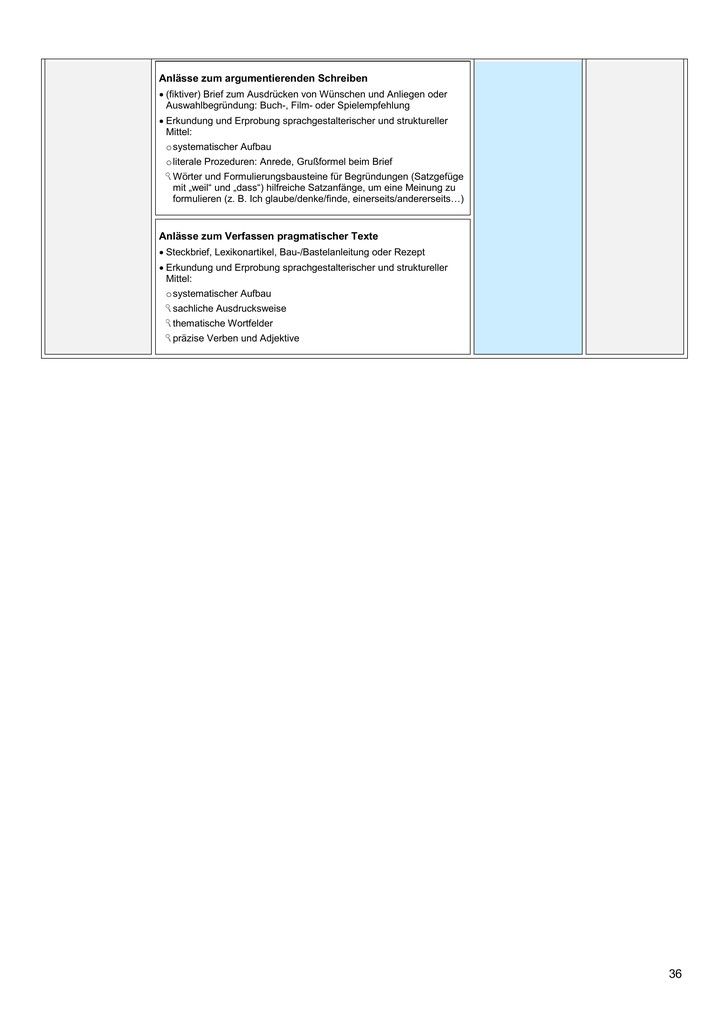 Anlässe zum argumentierenden Schreiben
• (fiktiver) Brief zum Ausdrücken von Wünschen und Anliegen oder
Auswahlbegründung: Buch-, Film- oder Spielempfehlung
• Erkundung und Erprobung sprachgestalterischer und struktureller
Mittel:
○ systematischer Aufbau
○ literale Prozeduren: Anrede, Grußformel beim Brief
Wörter und Formulierungsbausteine für Begründungen (Satzgefüge
mit „weil“ und „dass“) hilfreiche Satzanfänge, um eine Meinung zu
formulieren (z. B. Ich glaube/denke/finde, einerseits/andererseits…)
Anlässe zum Verfassen pragmatischer Texte
• Steckbrief, Lexikonartikel, Bau-/Bastelanleitung oder Rezept
• Erkundung und Erprobung sprachgestalterischer und struktureller
Mittel:
○ systematischer Aufbau
sachliche Ausdrucksweise
thematische Wortfelder
präzise Verben und Adjektive
36